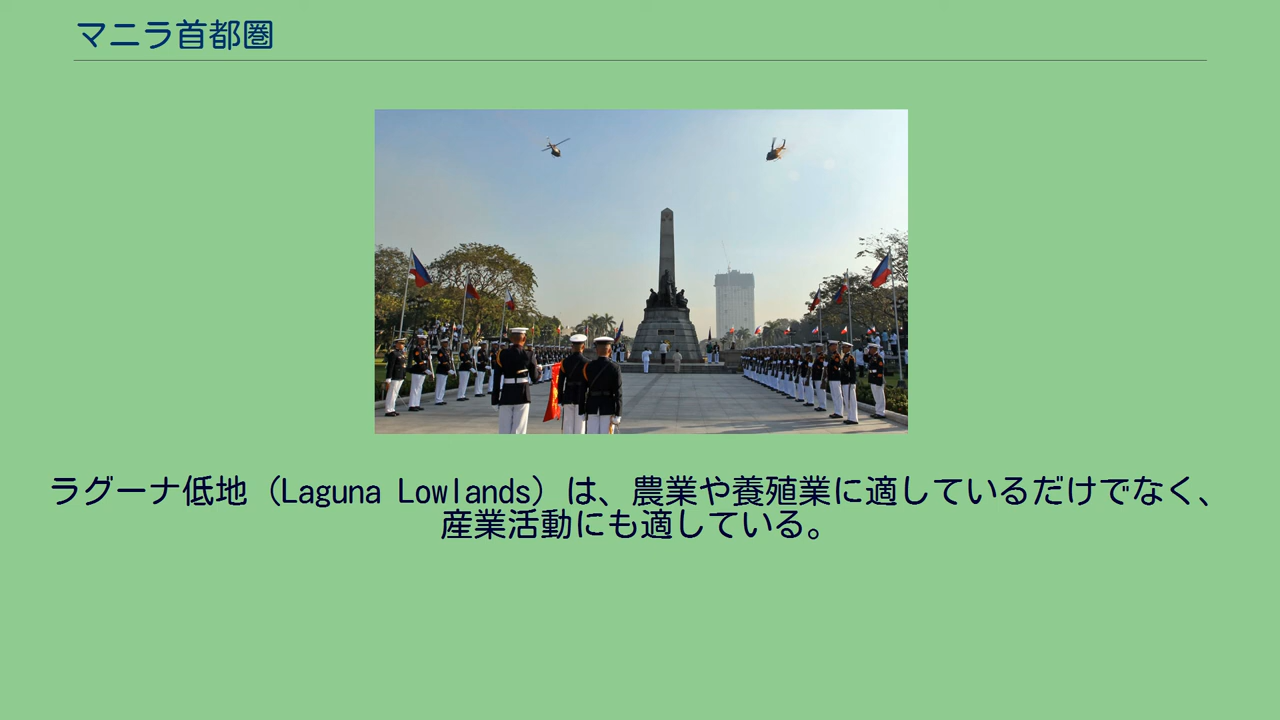 マニラ首都圏
ラグーナ低地（Laguna Lowlands）は、農業や養殖業に適しているだけでなく、
産業活動にも適している。